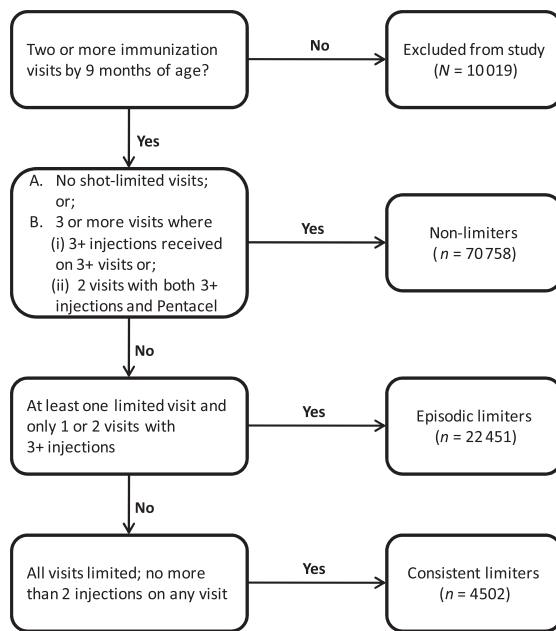 Two or more immunization
visits by 9 months of age?
No
Excluded from study
(N = 10 019)
Yes
A. No shot-limited visits;
or;
B. 3 or more visits where
(i) 3+ injections received
on 3+ visits or;
(ii) 2 visits with both 3+
injections and Pentacel
Yes
Non-limiters
(n = 70 758)
No
At least one limited visit and
only 1 or 2 visits with
3+ injections
Yes
Episodic limiters
(n = 22 451)
No
All visits limited; no more
than 2 injections on any visit
Yes
Consistent limiters
(n = 4502)